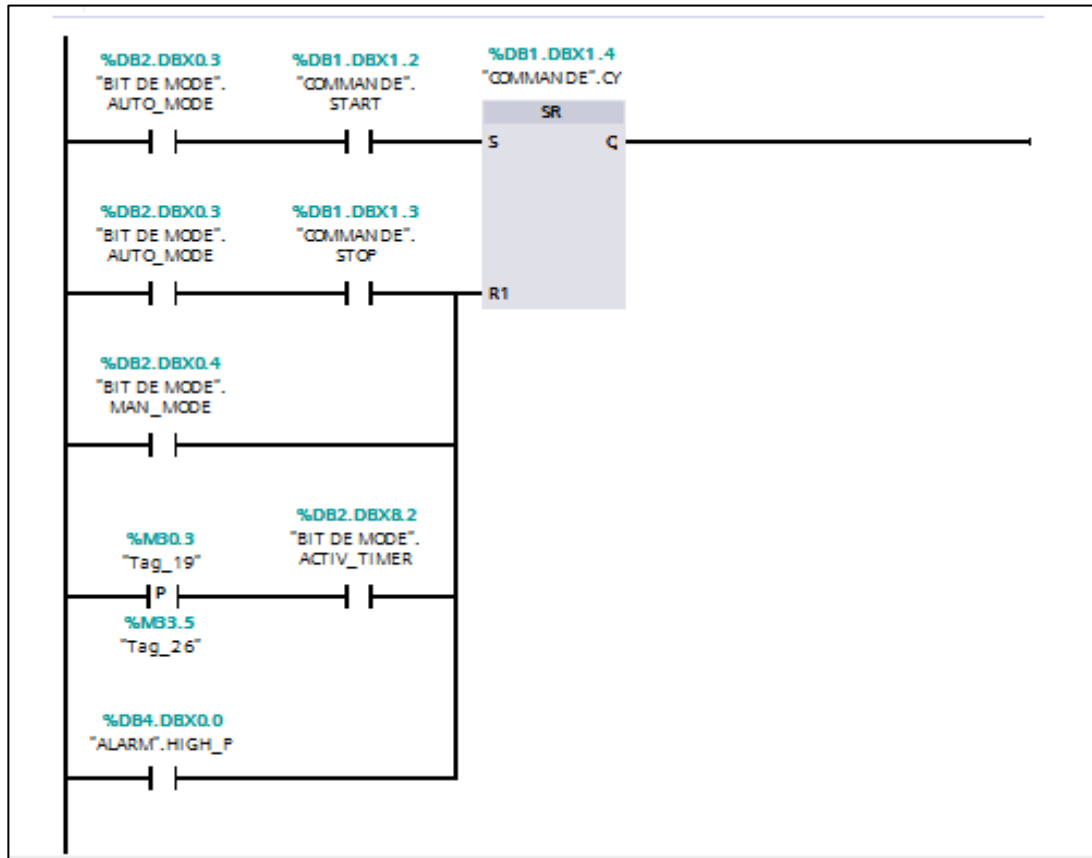 %DB2.DBX0.3 %DB1.DBX1.2 %DB1.DBX1.4
"BIT DE MODE". "COMMANDE". "COMMANDE".CY
AUTO_MODE START
SR
S Q
%DB2.DBX0.3 %DB1.DBX1.3
"BIT DE MODE". "COMMANDE".
AUTO_MODE STOP
R1
%DB2.DBX0.4
"BIT DE MODE".
MAN_MODE
%DB2.DBX8.2
%M30.3 "BIT DE MODE".
"Tag_19" ACTIV_TIMER
P
%M33.5
"Tag_26"
%DB4.DBX0.0
"ALARM".HIGH_P